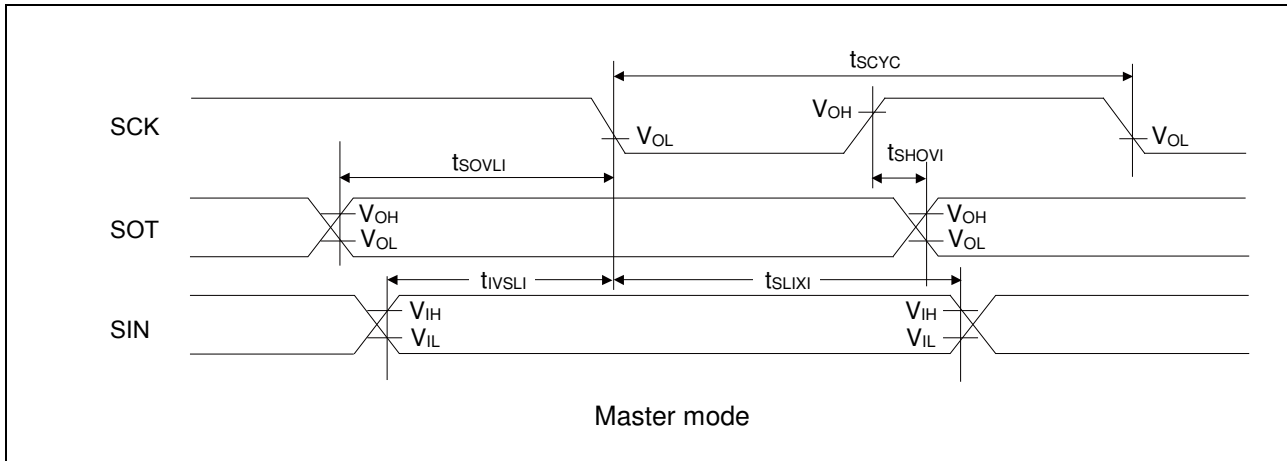 tSCYC
SCK
VOH
VOL
VOL
tSHOVI
tSOVLI
SOT
VOH
VOL
VOH
VOL
tIVSLI
tSLIXI
SIN
VIH
VIL
VIH
VIL
Master mode